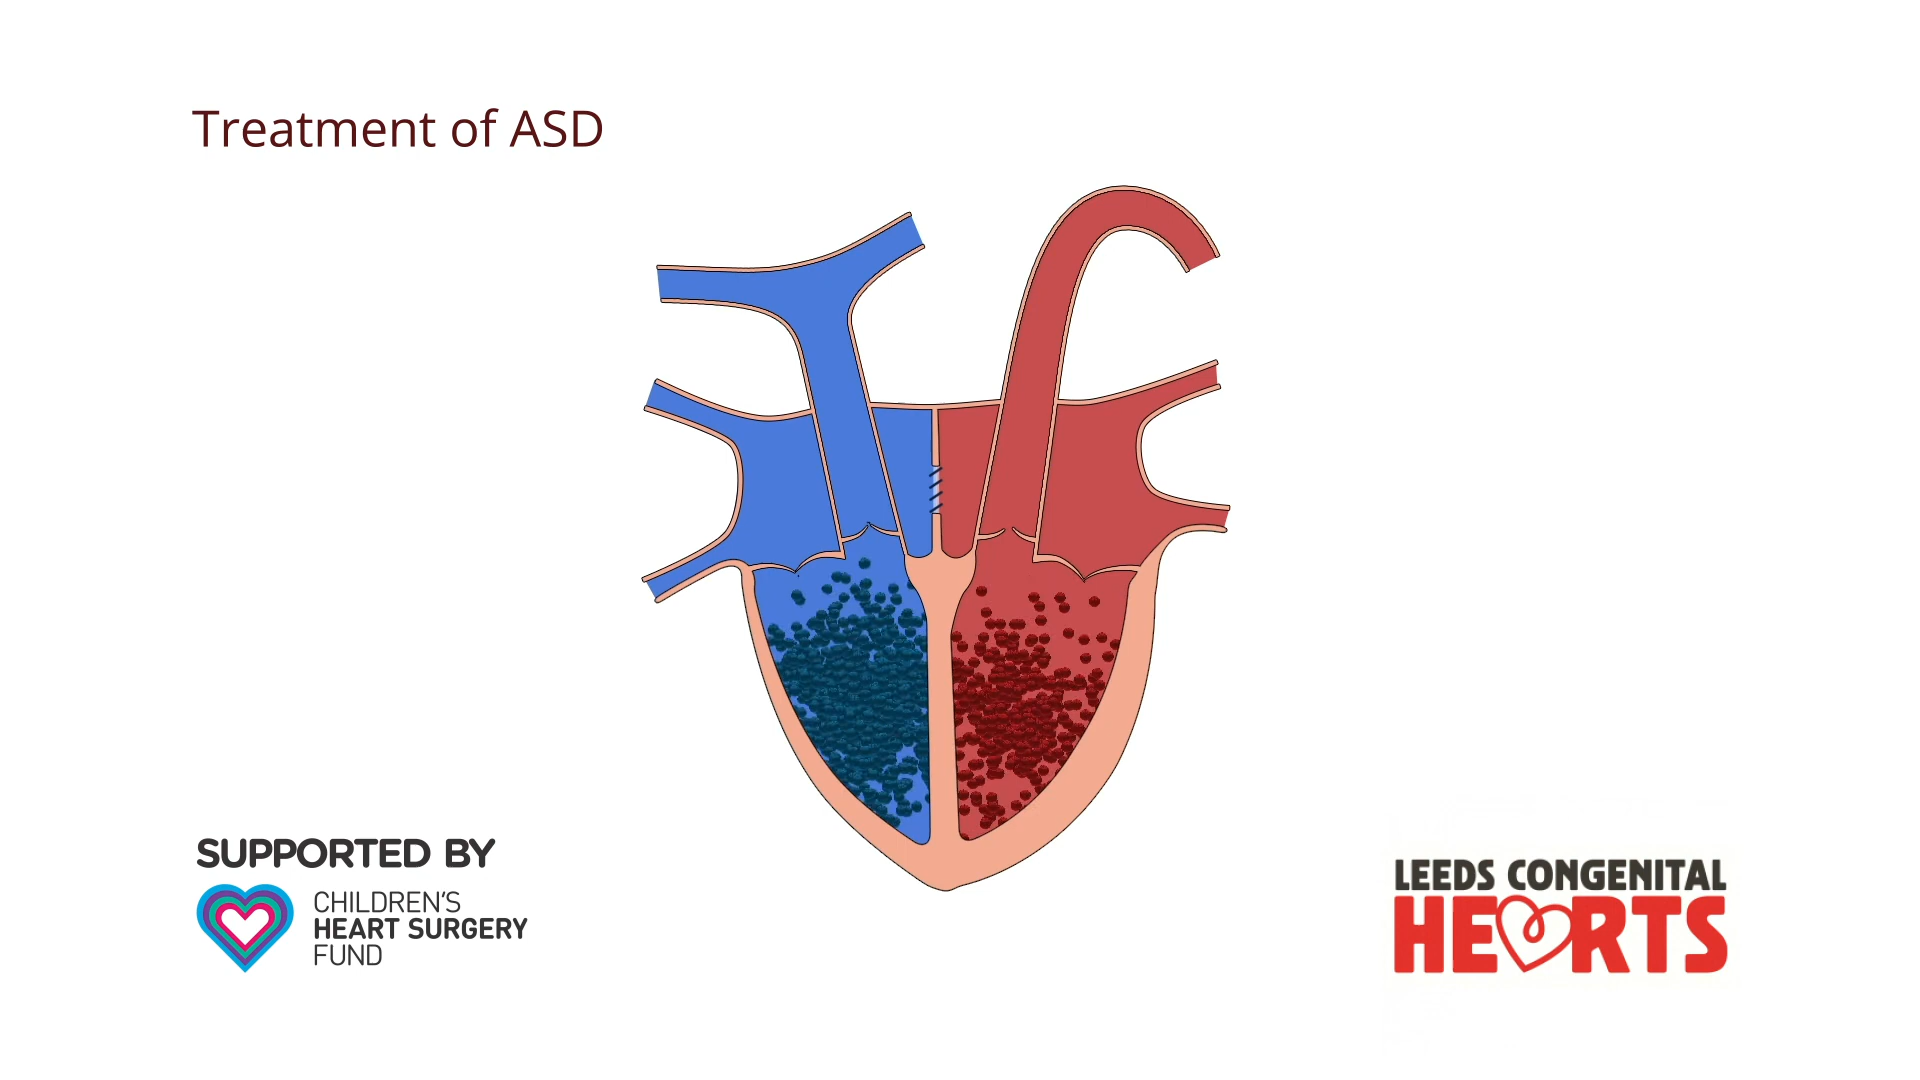 Treatment of ASD
SUPPORTED BY
CHILDREN'S
HEART SURGERY
FUND
LEEDS CONGENITAL
HEARTS